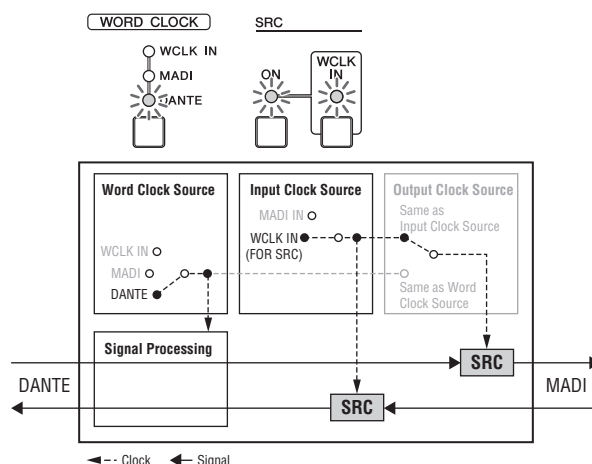 WORD CLOCK
WCLK IN
MADI
DANTE
SRC
ON
WCLK
IN
Word Clock Source
WCLK IN
MADI
DANTE
Input Clock Source
MADI IN
WCLK IN
(FOR SRC)
Output Clock Source
Same as
Input Clock Source
Same as Word
Clock Source
Signal Processing
DANTE
SRC
SRC
MADI
Clock
Signal